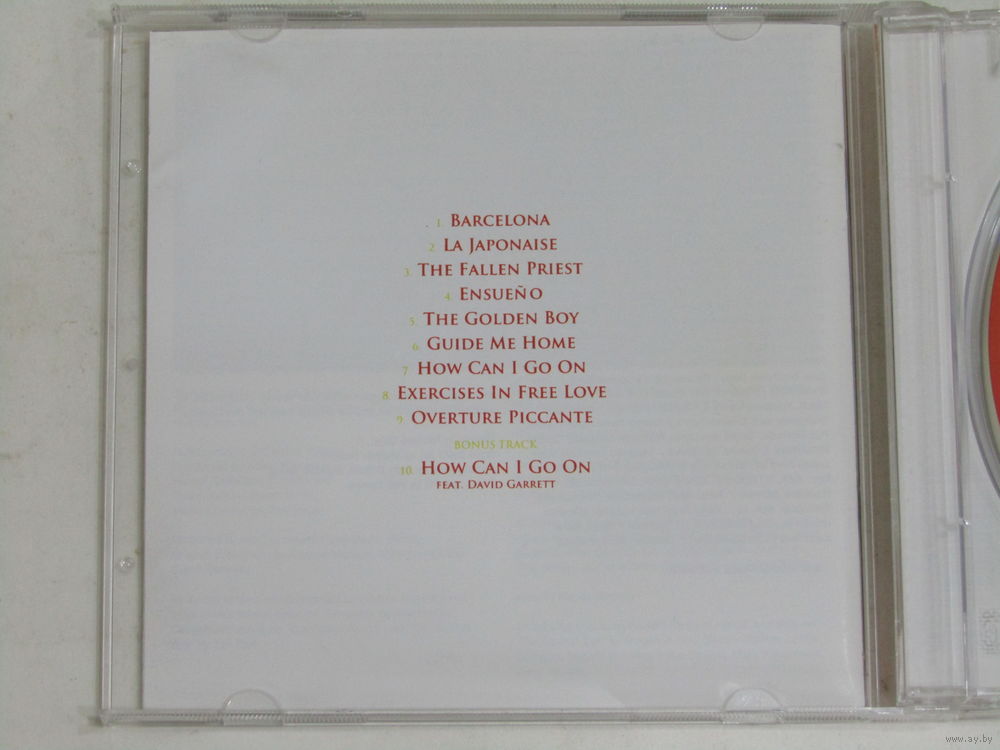 1. BARCELONA
2. LA JAPONAISE
3. THE FALLEN PRIEST
4. ENSUEÑO
5. THE GOLDEN BOY
6. GUIDE ME HOME
7. HOW CAN I GO ON
8. EXERCISES IN FREE LOVE
9. OVERTURE PICCANTE
BONUS TRACK
10. HOW CAN I GO ON
FEAT. DAVID GARRETT
www.ay.by